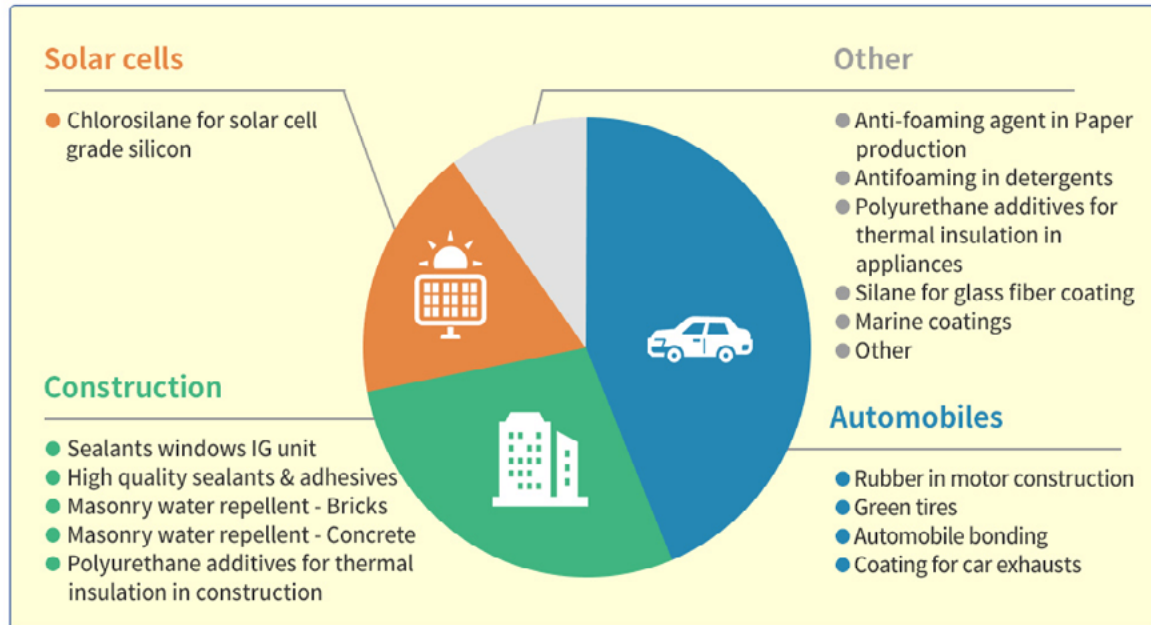 Solar cells
Chlorosilane for solar cell
grade silicon
Other
Anti-foaming agent in Paper
production
Antifoaming in detergents
Polyurethane additives for
thermal insulation in
appliances
Silane for glass fiber coating
Marine coatings
Other
Construction
Sealants windows IG unit
High quality sealants & adhesives
Masonry water repellent - Bricks
Masonry water repellent - Concrete
Polyurethane additives for thermal
insulation in construction
Automobiles
Rubber in motor construction
Green tires
Automobile bonding
Coating for car exhausts